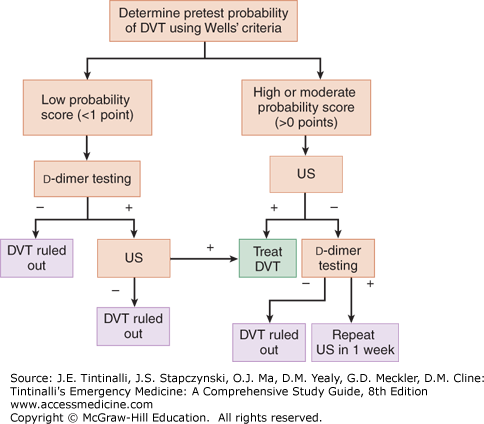 Determine pretest probability
of DVT using Wells' criteria
Low probability
score (<1 point)
High or moderate
probability score
(>0 points)
D-dimer testing
US
−
+
+
−
DVT ruled
out
US
+
Treat
DVT
D-dimer
testing
−
−
+
DVT ruled
out
DVT ruled
out
Repeat
US in 1 week
Source: J.E. Tintinalli, J.S. Stapczynski, O.J. Ma, D.M. Yealy, G.D. Meckler, D.M. Cline:
Tintinalli's Emergency Medicine: A Comprehensive Study Guide, 8th Edition
www.accessmedicine.com
Copyright © McGraw-Hill Education.  All rights reserved.